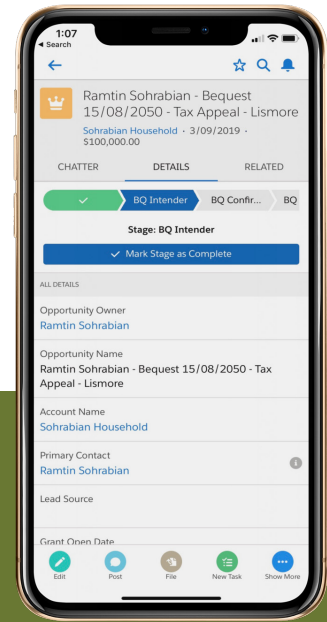 1:07
Search
Ramtin Sohrabian - Bequest
15/08/2050 - Tax
Appeal - Lismore
Sohrabian Household · 3/09/2019 ·
$100,000.00
CHATTER DETAILS RELATED
BQ Intender BQ Confir... BQ
Stage: BQ Intender
Mark Stage as Complete
ALL DETAILS
Opportunity Owner
Ramtin Sohrabian
Opportunity Name
Ramtin Sohrabian - Bequest 15/08/2050 - Tax
Appeal - Lismore
Account Name
Sohrabian Household
Primary Contact
Ramtin Sohrabian
Lead Source
Grant Open Date
Edit Post File New Task Show More